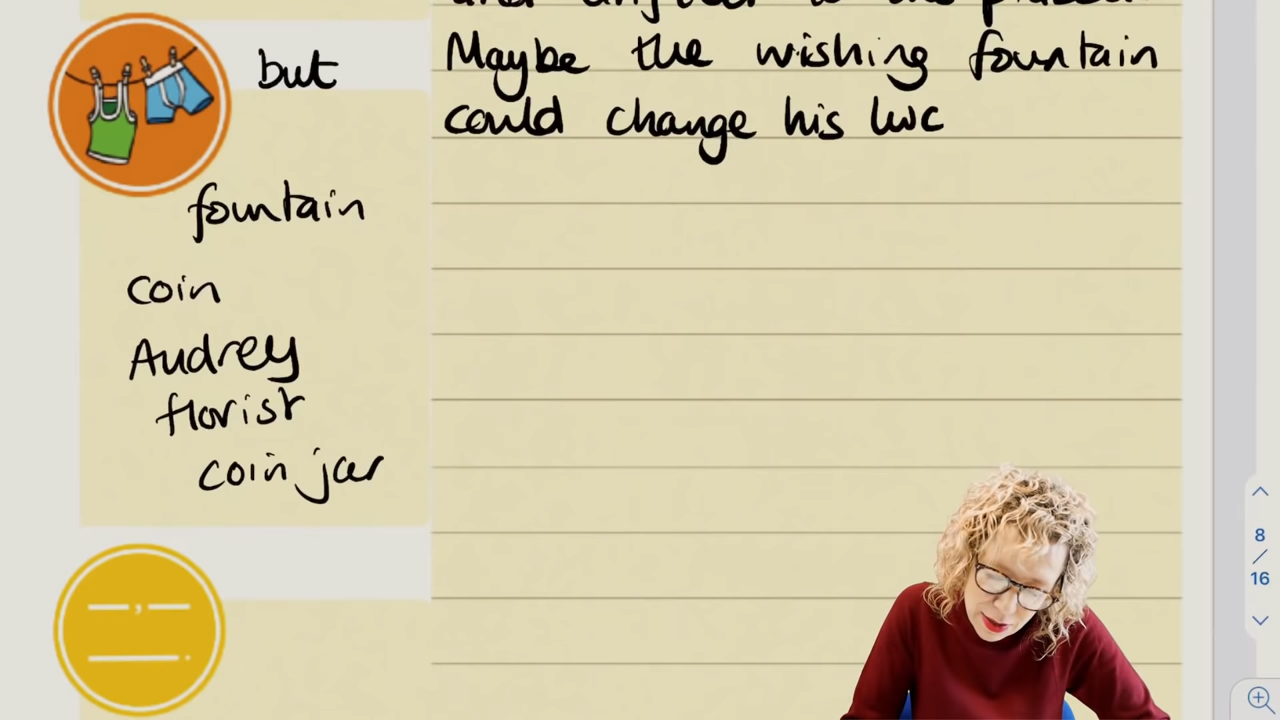 but
fountain
coin
Audrey
florist
coin jar
Maybe the wishing fountain
could change his luc
8
/
16